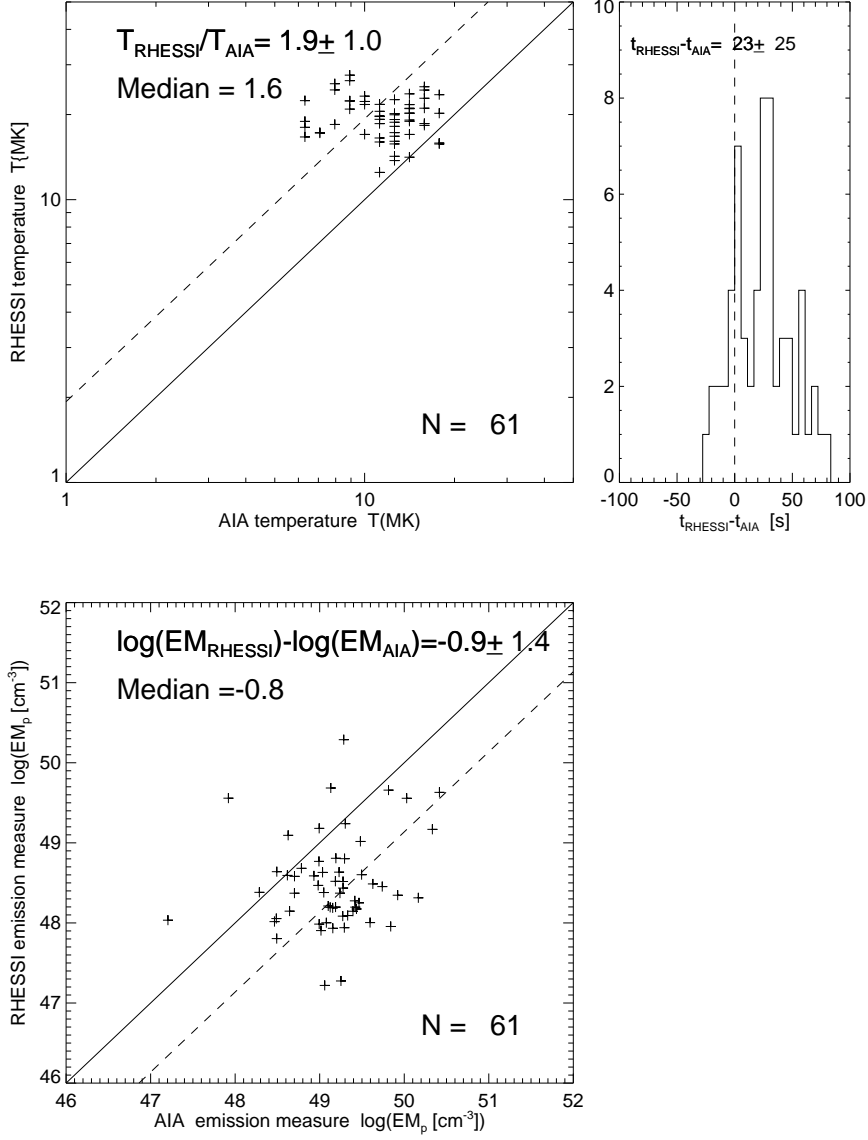 T_RHESSI/T_AIA= 1.9± 1.0
Median = 1.6
N = 61
RHESSI temperature T{MK]
10
1
1
10
AIA temperature T(MK)
t_RHESSI-t_AIA= 23± 25
10
8
6
4
2
0
-100 -50 0 50 100
t_RHESSI-t_AIA [s]
log(EM_RHESSI)-log(EM_AIA)=-0.9± 1.4
Median =-0.8
N = 61
RHESSI emission measure log(EM_p [cm⁻³])
52
51
50
49
48
47
46
46 47 48 49 50 51 52
AIA emission measure log(EM_p [cm⁻³])